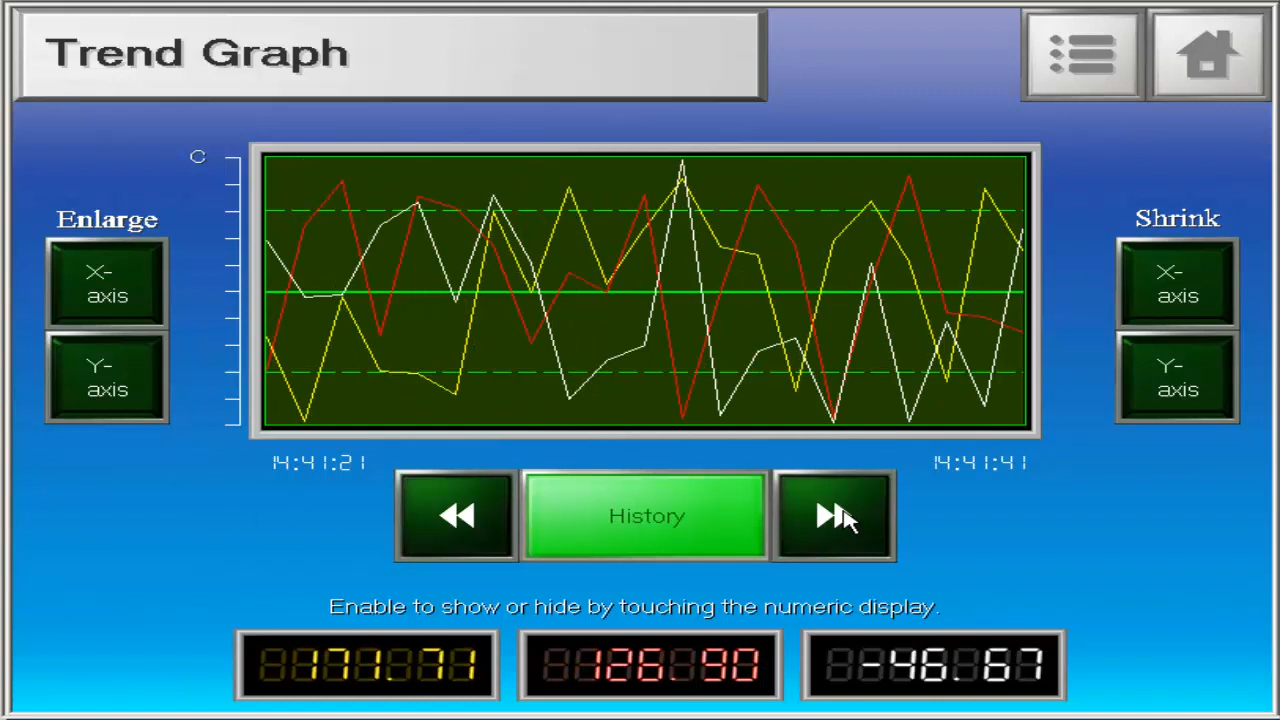 Trend Graph
C
Enlarge
Shrink
X-
axis
X-
axis
Y-
axis
Y-
axis
14:41:21
14:41:41
History
Enable to show or hide by touching the numeric display.
171.71
126.90
-46.67